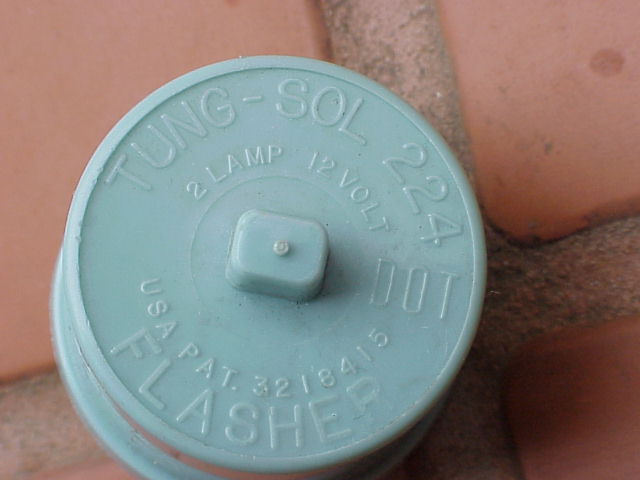 TUNG-SOL 224
2 LAMP 12 VOLT
DOT
USA PAT. 3218415
FLASHER